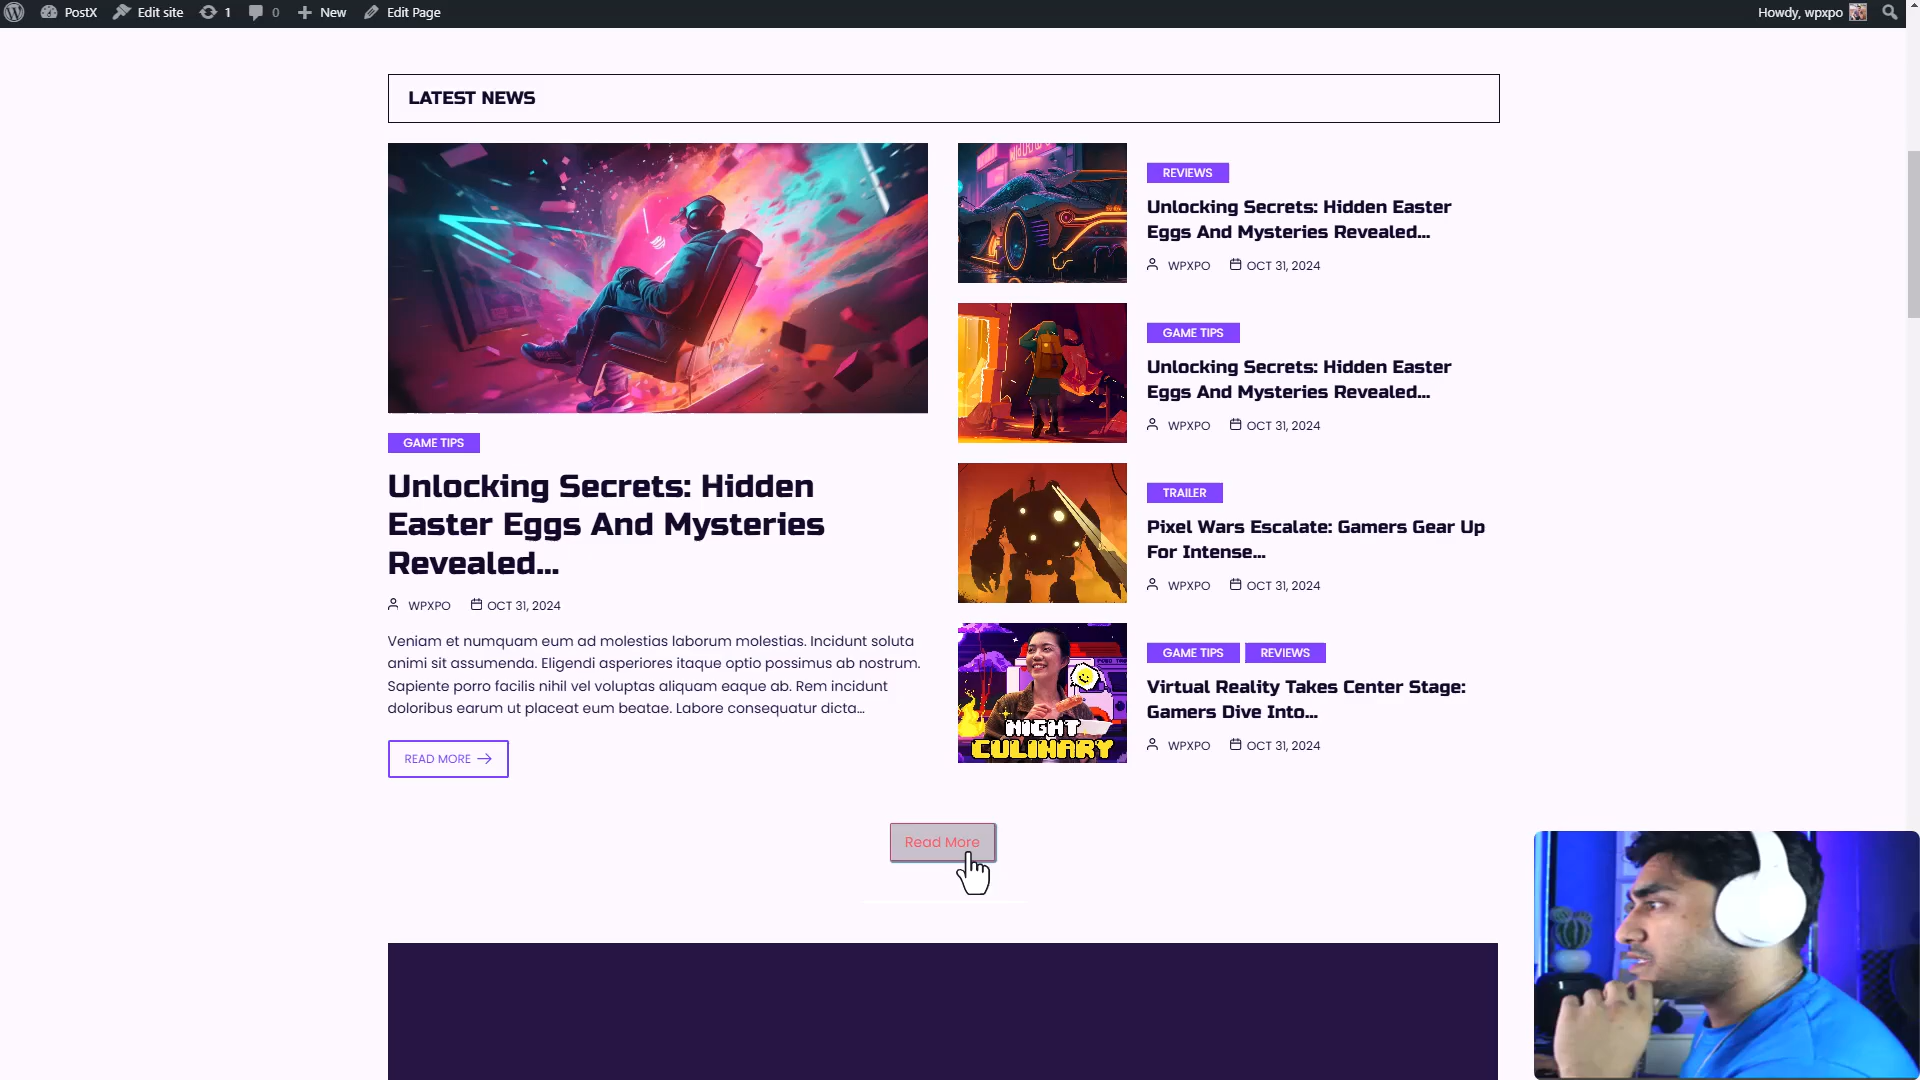 PostX Edit site 1 0 New Edit Page Howdy, wpxpo
LATEST NEWS
GAME TIPS
Unlocking Secrets: Hidden
Easter Eggs And Mysteries
Revealed...
WPXPO OCT 31, 2024
Veniam et numquam eum ad molestias laborum molestias. Incidunt soluta
animi sit assumenda. Eligendi asperiores itaque optio possimus ab nostrum.
Sapiente porro facilis nihil vel voluptas aliquam eaque ab. Rem incidunt
doloribus earum ut placeat eum beatae. Labore consequatur dicta...
READ MORE
REVIEWS
Unlocking Secrets: Hidden Easter
Eggs And Mysteries Revealed...
WPXPO OCT 31, 2024
GAME TIPS
Unlocking Secrets: Hidden Easter
Eggs And Mysteries Revealed...
WPXPO OCT 31, 2024
TRAILER
Pixel Wars Escalate: Gamers Gear Up
For Intense...
WPXPO OCT 31, 2024
NIGHT
CULINARY
GAME TIPS REVIEWS
Virtual Reality Takes Center Stage:
Gamers Dive Into...
WPXPO OCT 31, 2024
Read More